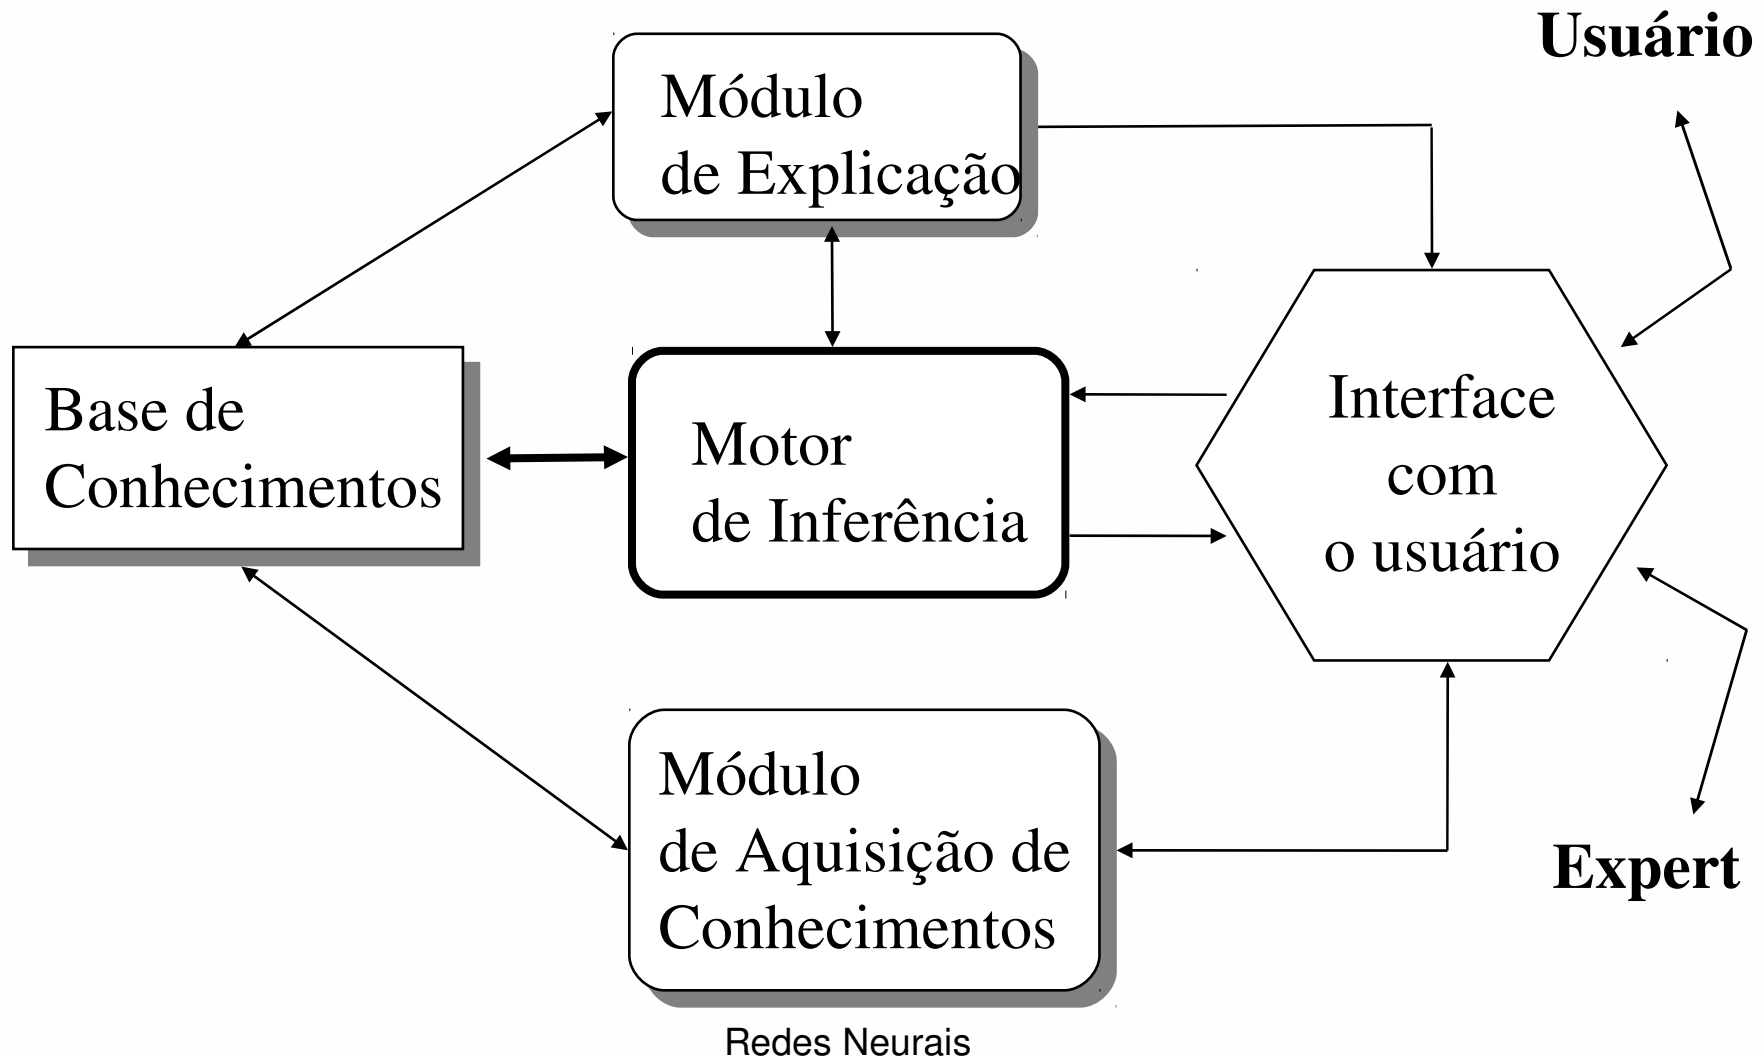 Usuário
Módulo
de Explicação
Base de
Conhecimentos
Motor
de Inferência
Interface
com
o usuário
Módulo
de Aquisição de
Conhecimentos
Expert
Redes Neurais